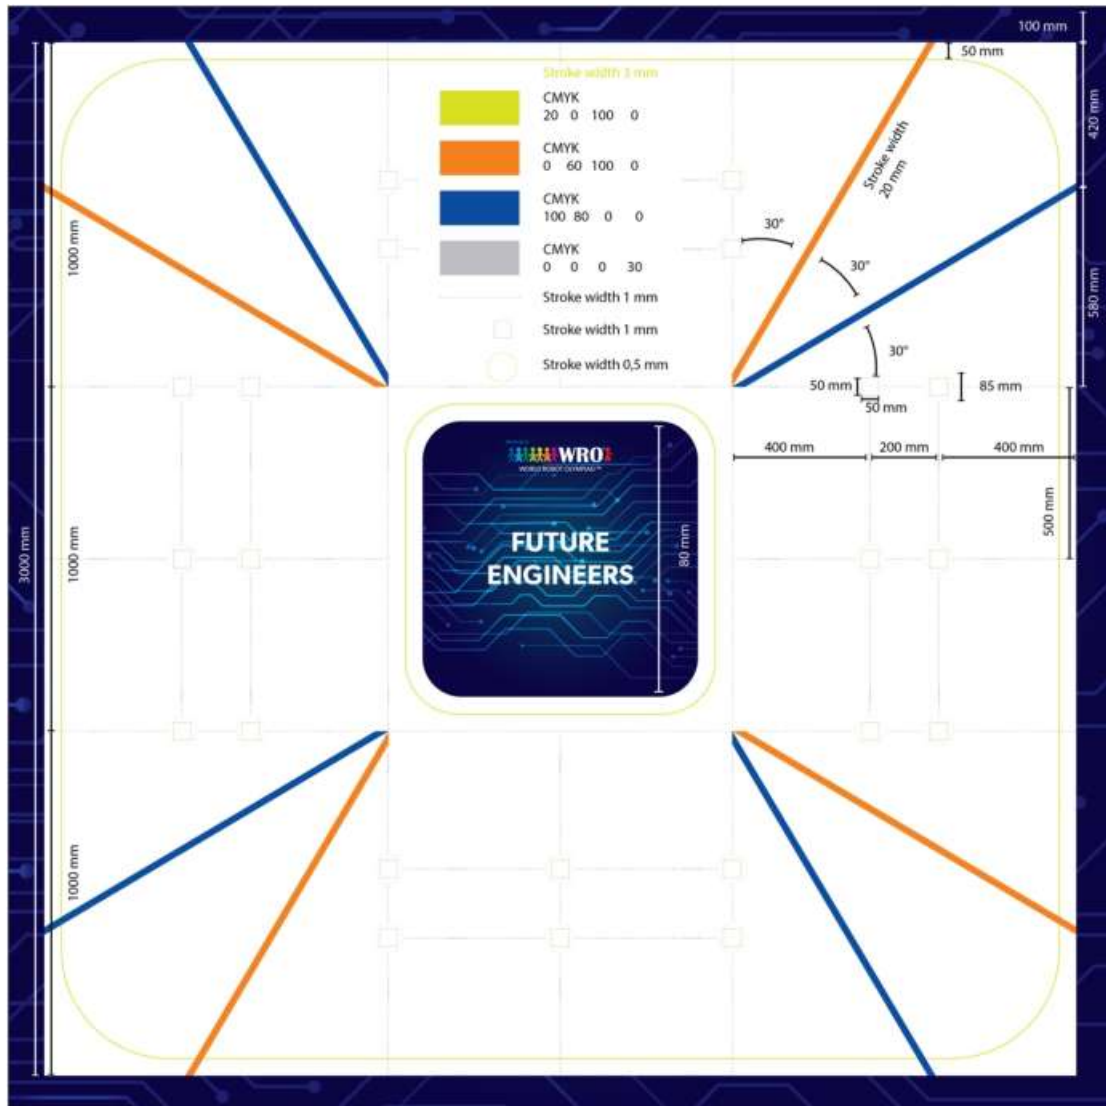 100 mm
50 mm
Stroke width 3 mm
CMYK
20 0 100 0
CMYK
0 60 100 0
CMYK
100 80 0 0
CMYK
0 0 0 30
Stroke width 1 mm
Stroke width 1 mm
Stroke width 0,5 mm
Stroke width
20 mm
420 mm
580 mm
30°
30°
30°
1000 mm
50 mm
50 mm
85 mm
400 mm
200 mm
400 mm
500 mm
WRO
WORLD ROBOT OLYMPIAD™
FUTURE
ENGINEERS
80 mm
3000 mm
1000 mm
1000 mm